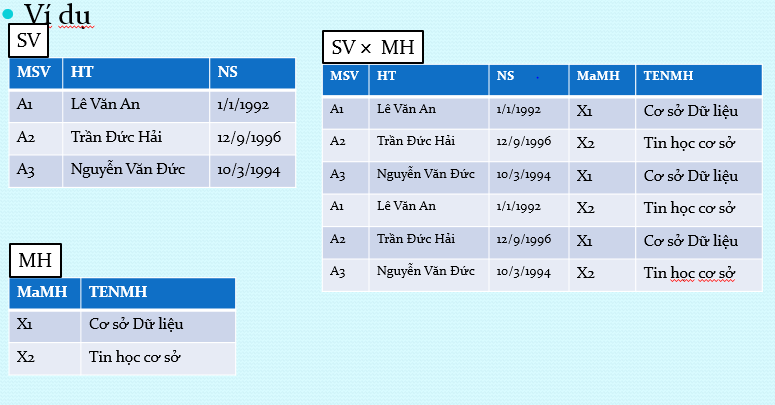 Ví dụ
SV
MSV HT NS
A1 Lê Văn An 1/1/1992
A2 Trần Đức Hải 12/9/1996
A3 Nguyễn Văn Đức 10/3/1994
MH
MaMH TENMH
X1 Cơ sở Dữ liệu
X2 Tin học cơ sở
SV × MH
MSV HT NS MaMH TENMH
A1 Lê Văn An 1/1/1992 X1 Cơ sở Dữ liệu
A2 Trần Đức Hải 12/9/1996 X2 Tin học cơ sở
A3 Nguyễn Văn Đức 10/3/1994 X1 Cơ sở Dữ liệu
A1 Lê Văn An 1/1/1992 X2 Tin học cơ sở
A2 Trần Đức Hải 12/9/1996 X1 Cơ sở Dữ liệu
A3 Nguyễn Văn Đức 10/3/1994 X2 Tin học cơ sở